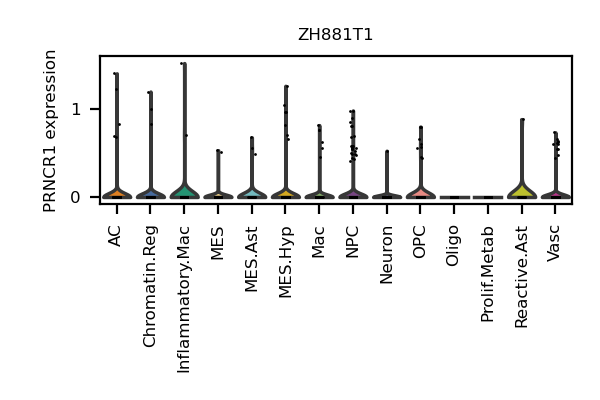 ZH881T1
PRNCR1 expression
1
0
AC
Chromatin.Reg
Inflammatory.Mac
MES
MES.Ast
MES.Hyp
Mac
NPC
Neuron
OPC
Oligo
Prolif.Metab
Reactive.Ast
Vasc